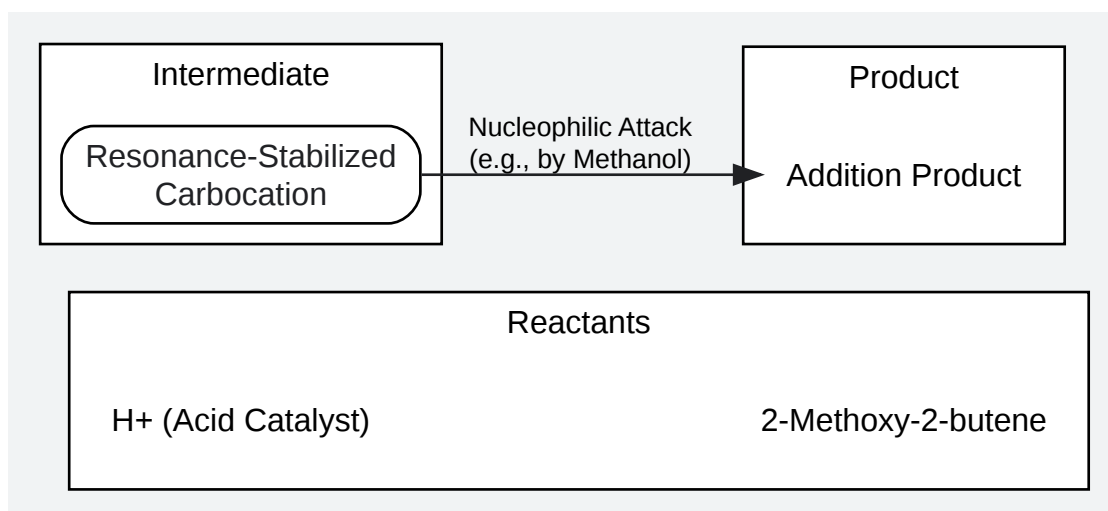 Intermediate
Resonance-Stabilized
Carbocation
Nucleophilic Attack
(e.g., by Methanol)
Product
Addition Product
Reactants
H+ (Acid Catalyst)
2-Methoxy-2-butene